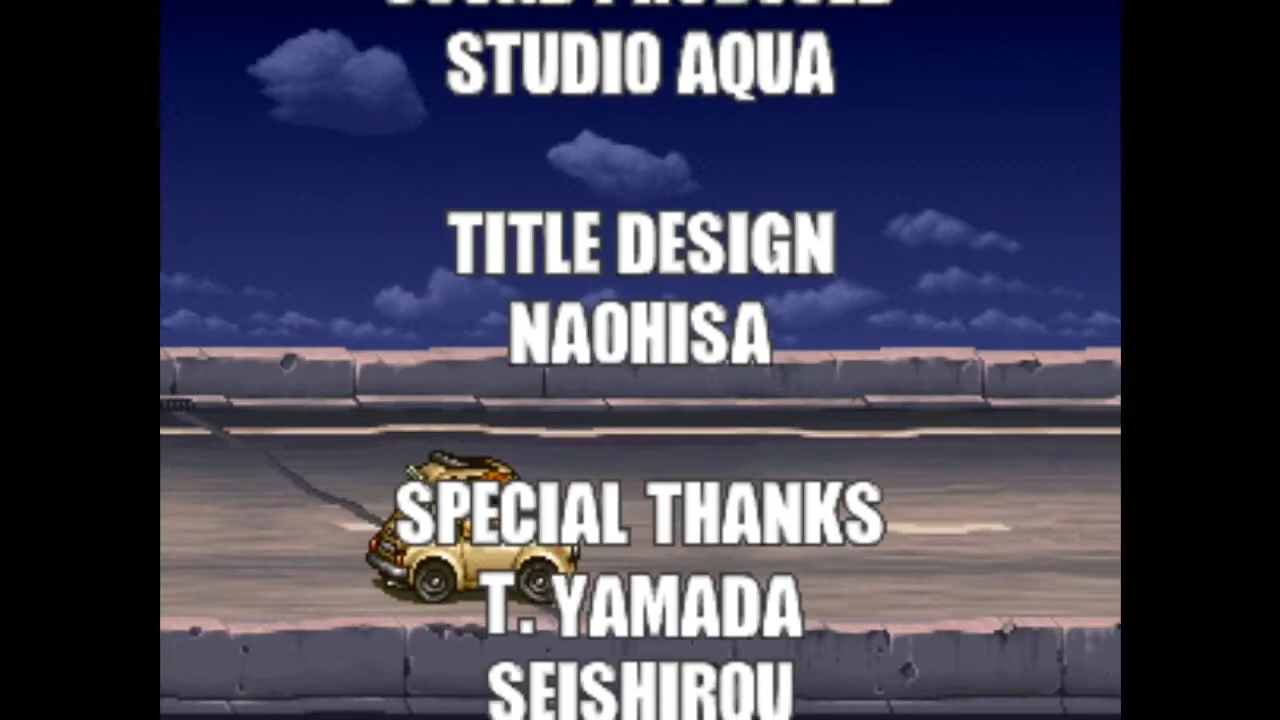 STUDIO AQUA
TITLE DESIGN
NAOHISA
SPECIAL THANKS
T. YAMADA
SEISHIROU